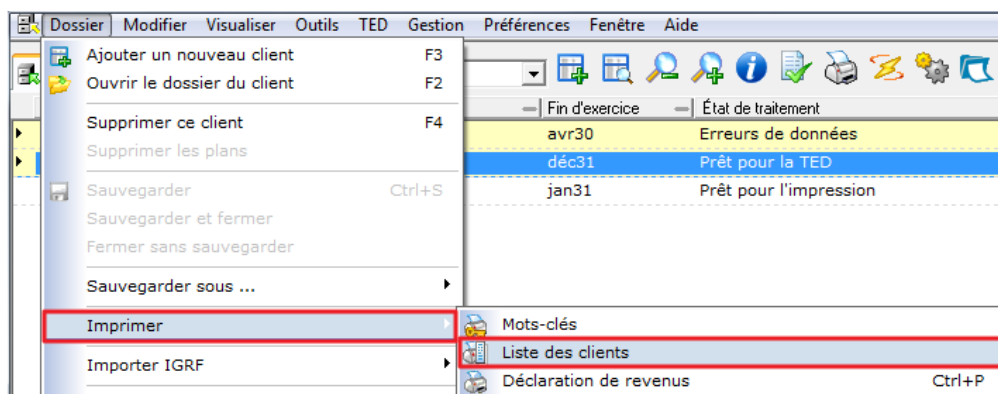 Dossier Modifier Visualiser Outils TED Gestion Préférences Fenêtre Aide
Ajouter un nouveau client F3
Ouvrir le dossier du client F2
Fin d'exercice État de traitement
Supprimer ce client F4
avr30 Erreurs de données
Supprimer les plans
déc31 Prêt pour la TED
Sauvegarder Ctrl+S
jan31 Prêt pour l'impression
Sauvegarder et fermer
Fermer sans sauvegarder
Sauvegarder sous ...
Imprimer
Mots-clés
Liste des clients
Importer IGRF
Déclaration de revenus Ctrl+P